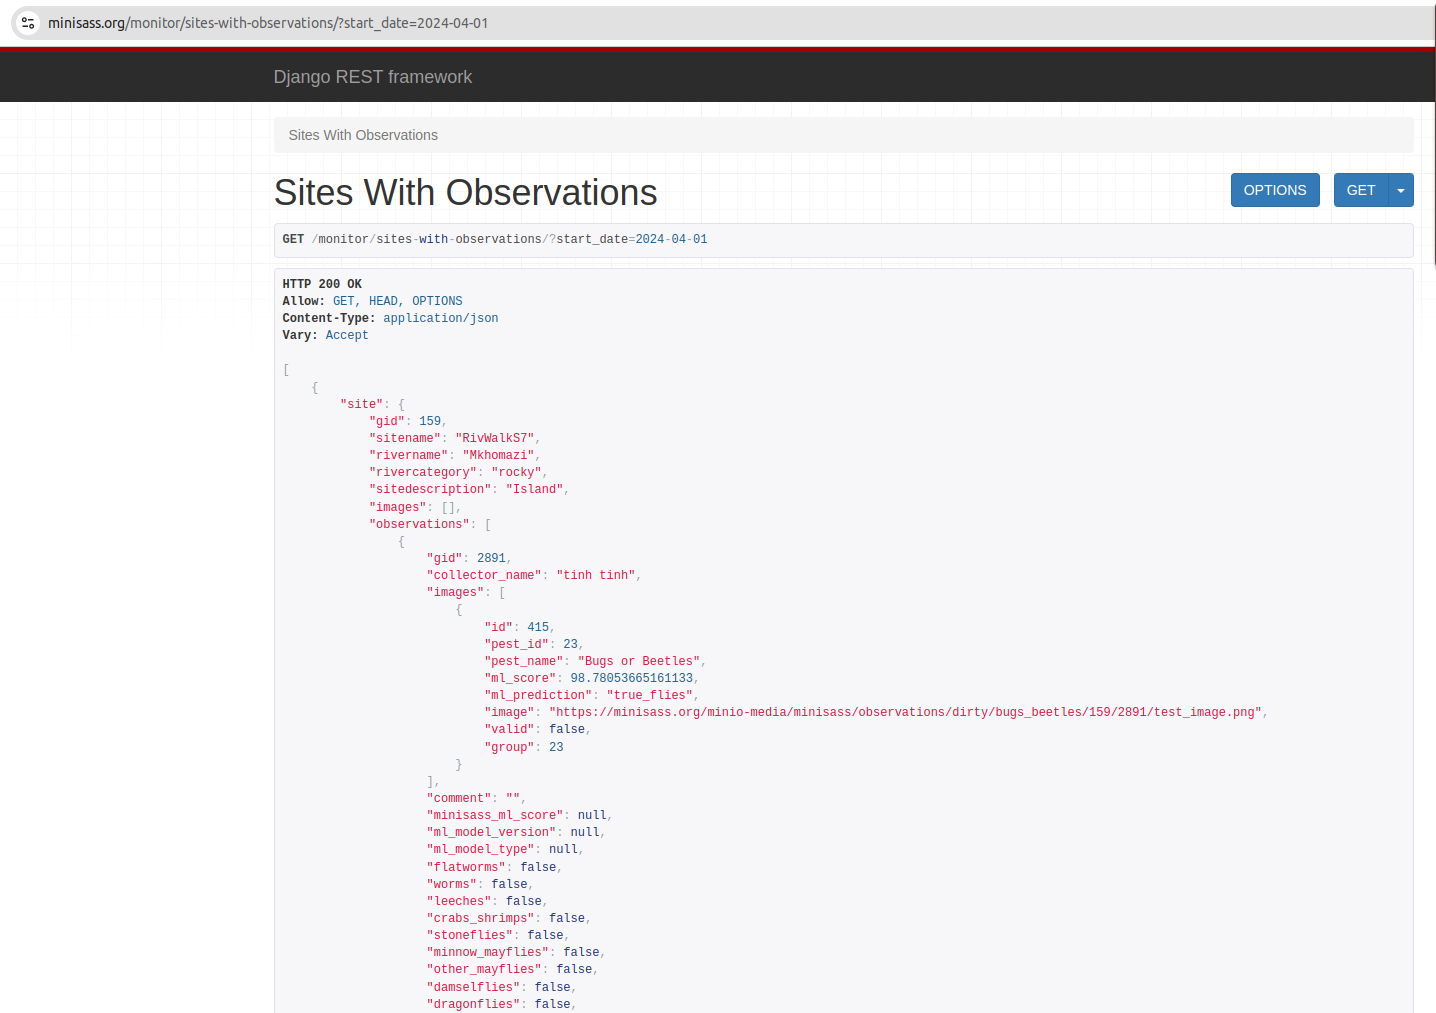 minisass.org/monitor/sites-with-observations/?start_date=2024-04-01
Django REST framework
Sites With Observations
Sites With Observations
OPTIONS
GET
GET /monitor/sites-with-observations/?start_date=2024-04-01
HTTP 200 OK
Allow: GET, HEAD, OPTIONS
Content-Type: application/json
Vary: Accept
[
    {
        "site": {
            "gid": 159,
            "sitename": "RivWalkS7",
            "rivername": "Mkhomazi",
            "rivercategory": "rocky",
            "sitedescription": "Island",
            "images": [],
            "observations": [
                {
                    "gid": 2891,
                    "collector_name": "tinh tinh",
                    "images": [
                        {
                            "id": 415,
                            "pest_id": 23,
                            "pest_name": "Bugs or Beetles",
                            "ml_score": 98.78053665161133,
                            "ml_prediction": "true_flies",
                            "image": "https://minisass.org/minio-media/minisass/observations/dirty/bugs_beetles/159/2891/test_image.png",
                            "valid": false,
                            "group": 23
                        }
                    ],
                    "comment": "",
                    "minisass_ml_score": null,
                    "ml_model_version": null,
                    "ml_model_type": null,
                    "flatworms": false,
                    "worms": false,
                    "leeches": false,
                    "crabs_shrimps": false,
                    "stoneflies": false,
                    "minnow_mayflies": false,
                    "other_mayflies": false,
                    "damselflies": false,
                    "dragonflies": false,